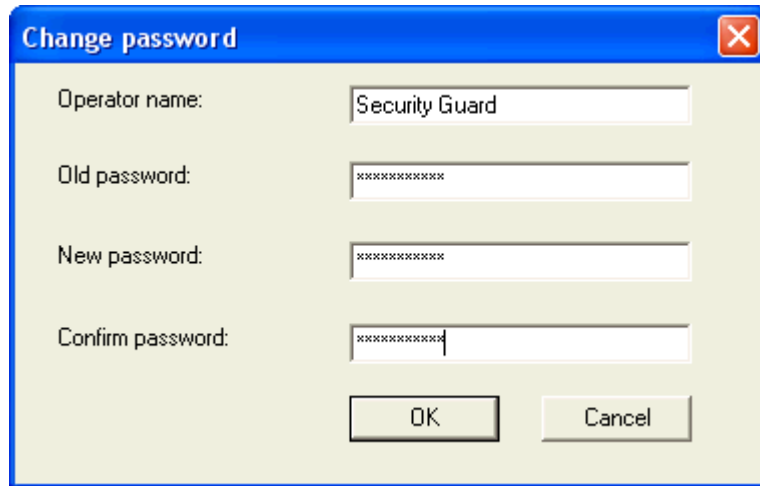 Change password
Operator name: Security Guard
Old password: ***********
New password: ***********
Confirm password: ***********
OK Cancel